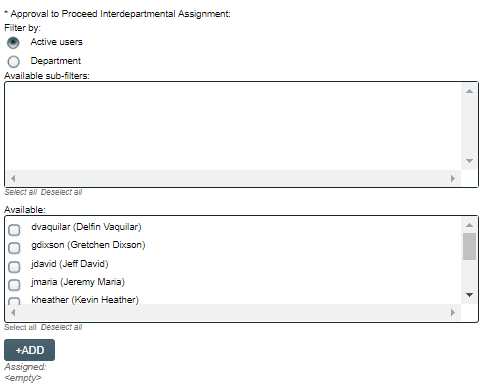 * Approval to Proceed Interdepartmental Assignment:
Filter by:
Active users
Department
Available sub-filters:
Select all Deselect all
Available:
dvaquilar (Delfin Vaquilar)
gdixson (Gretchen Dixson)
jdavid (Jeff David)
jmaria (Jeremy Maria)
kheather (Kevin Heather)
Select all Deselect all
+ADD
Assigned:
<empty>